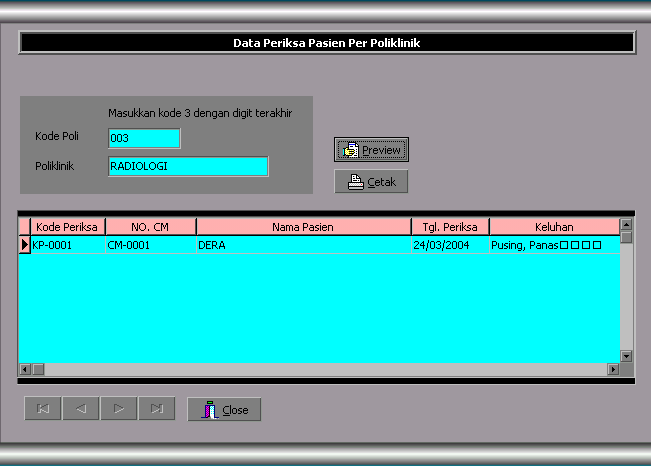 Data Periksa Pasien Per Poliklinik
Masukkan kode 3 dengan digit terakhir
Kode Poli 003
Poliklinik RADIOLOGI
Preview
Cetak
Kode Periksa NO. CM Nama Pasien Tgl. Periksa Keluhan
KP-0001 CM-0001 DERA 24/03/2004 Pusing, Panas□□□□
Close